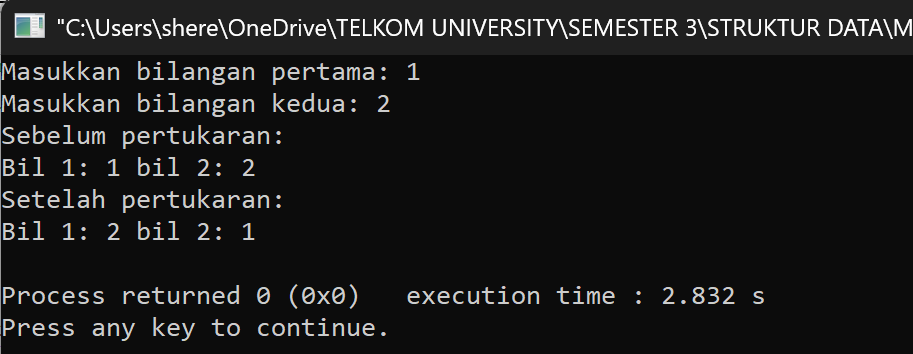 "C:\Users\shere\OneDrive\TELKOM UNIVERSITY\SEMESTER 3\STRUKTUR DATA\M
Masukkan bilangan pertama: 1
Masukkan bilangan kedua: 2
Sebelum pertukaran:
Bil 1: 1 bil 2: 2
Setelah pertukaran:
Bil 1: 2 bil 2: 1
Process returned 0 (0x0)   execution time : 2.832 s
Press any key to continue.